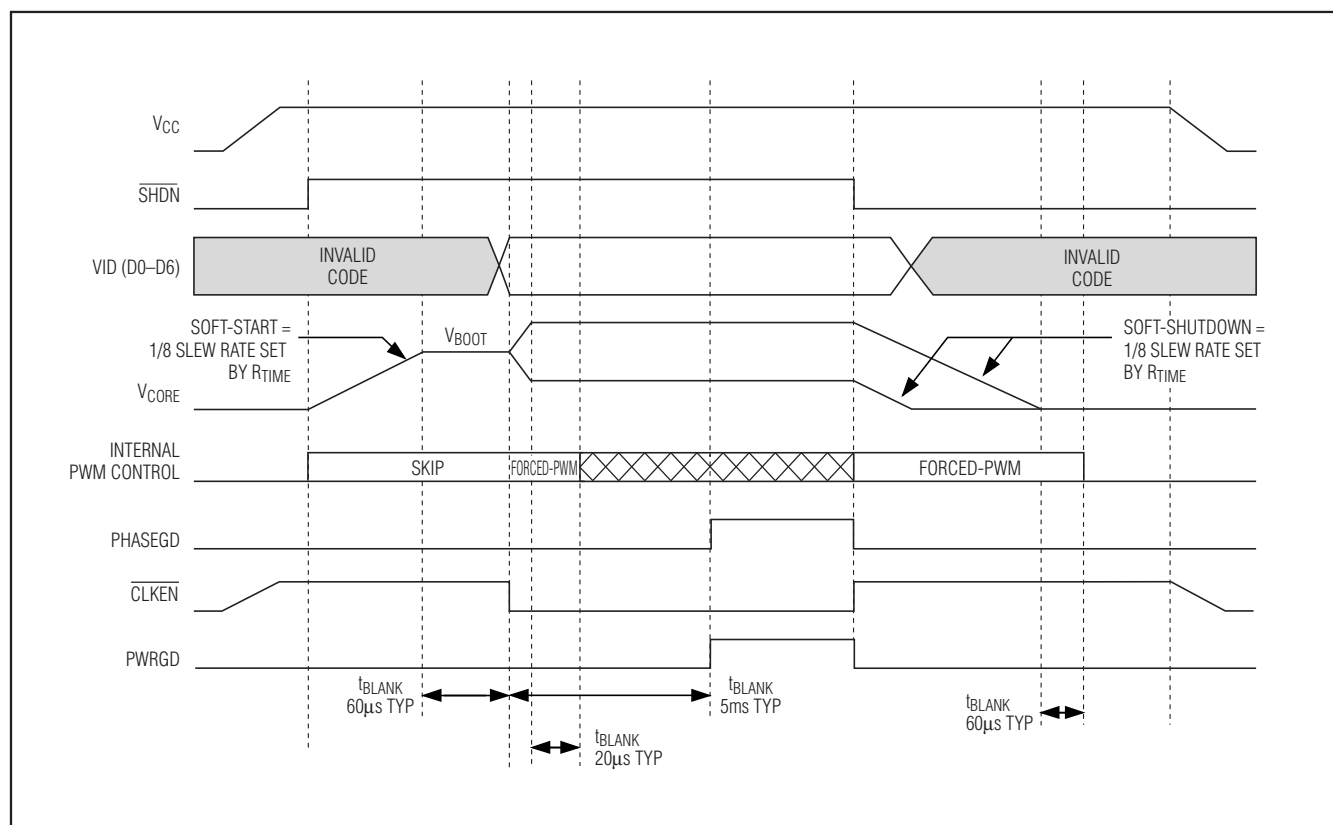 VCC
SHDN
VID (D0–D6)
INVALID
CODE
INVALID
CODE
SOFT-START =
1/8 SLEW RATE SET
BY RTIME
VBOOT
SOFT-SHUTDOWN =
1/8 SLEW RATE SET
BY RTIME
VCORE
INTERNAL
PWM CONTROL
SKIP
FORCED-PWM
FORCED-PWM
PHASEGD
CLKEN
PWRGD
tBLANK
60μs TYP
tBLANK
5ms TYP
tBLANK
60μs TYP
tBLANK
20μs TYP